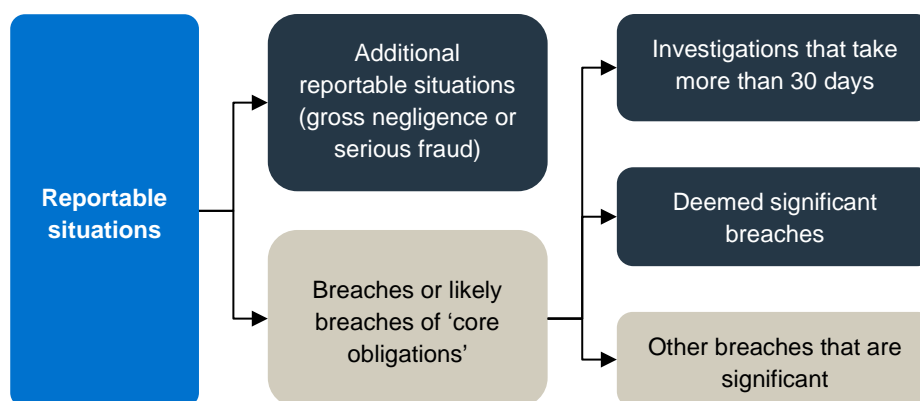 Reportable
situations
Additional
reportable situations
(gross negligence or
serious fraud)
Breaches or likely
breaches of ‘core
obligations’
Investigations that take
more than 30 days
Deemed significant
breaches
Other breaches that are
significant